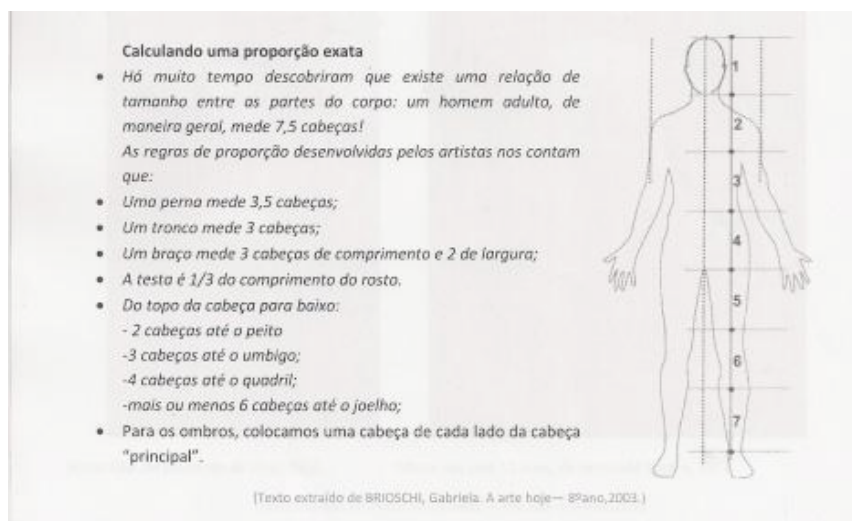 Calculando uma proporção exata
• Há muito tempo descobriram que existe uma relação de
tamanho entre as partes do corpo: um homem adulto, de
maneira geral, mede 7,5 cabeças!
As regras de proporção desenvolvidas pelos artistas nos contam
que:
• Uma perna mede 3,5 cabeças;
• Um tronco mede 3 cabeças;
• Um braço mede 3 cabeças de comprimento e 2 de largura;
• A testa é 1/3 do comprimento do rosto.
• Do topo da cabeça para baixo:
- 2 cabeças até o peito
-3 cabeças até o umbigo;
-4 cabeças até o quadril;
-mais ou menos 6 cabeças até o joelho;
• Para os ombros, colocamos uma cabeça de cada lado da cabeça
"principal".
(Texto extraído de BRIOSCHI, Gabriela. A arte hoje— 8ºano,2003.)
1
2
3
4
5
6
7